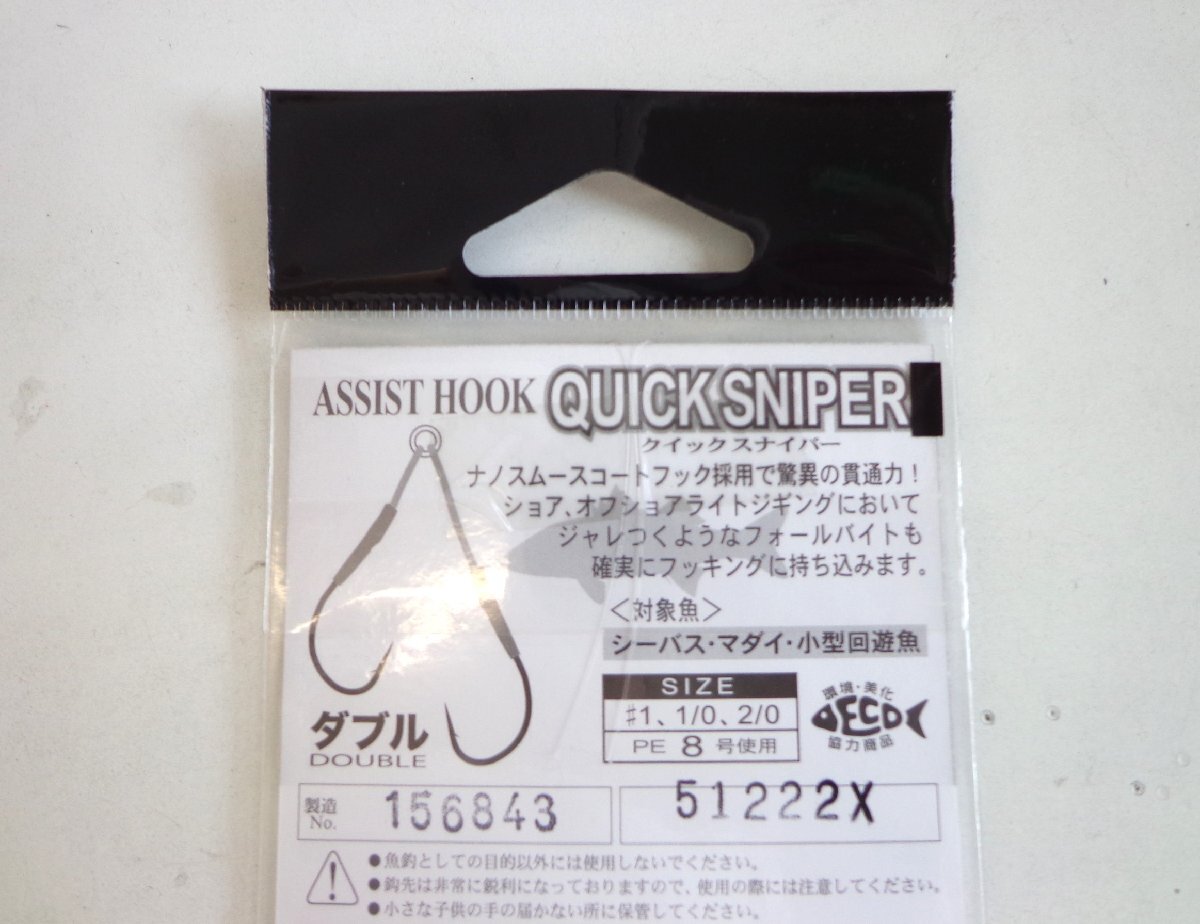 ASSIST HOOK QUICK SNIPER
クイックスナイパー
ナノスムースコートフック採用で驚異の貫通力!
ショア、オフショアライトジギングにおいて
ジャレつくようなフォールバイトも
確実にフッキングに持ち込みます。
<対象魚>
シーバス・マダイ・小型回遊魚
SIZE
♯1、1/0、2/0
PE 8 号使用
環境・美化
ECO
協力商品
ダブル
DOUBLE
製造 No. 156843
51222X
●魚釣としての目的以外には使用しないでください。
●鈎先は非常に鋭利になっておりますので、使用の際には注意してください。
●小さな子供の手の届かない所に保管してください。